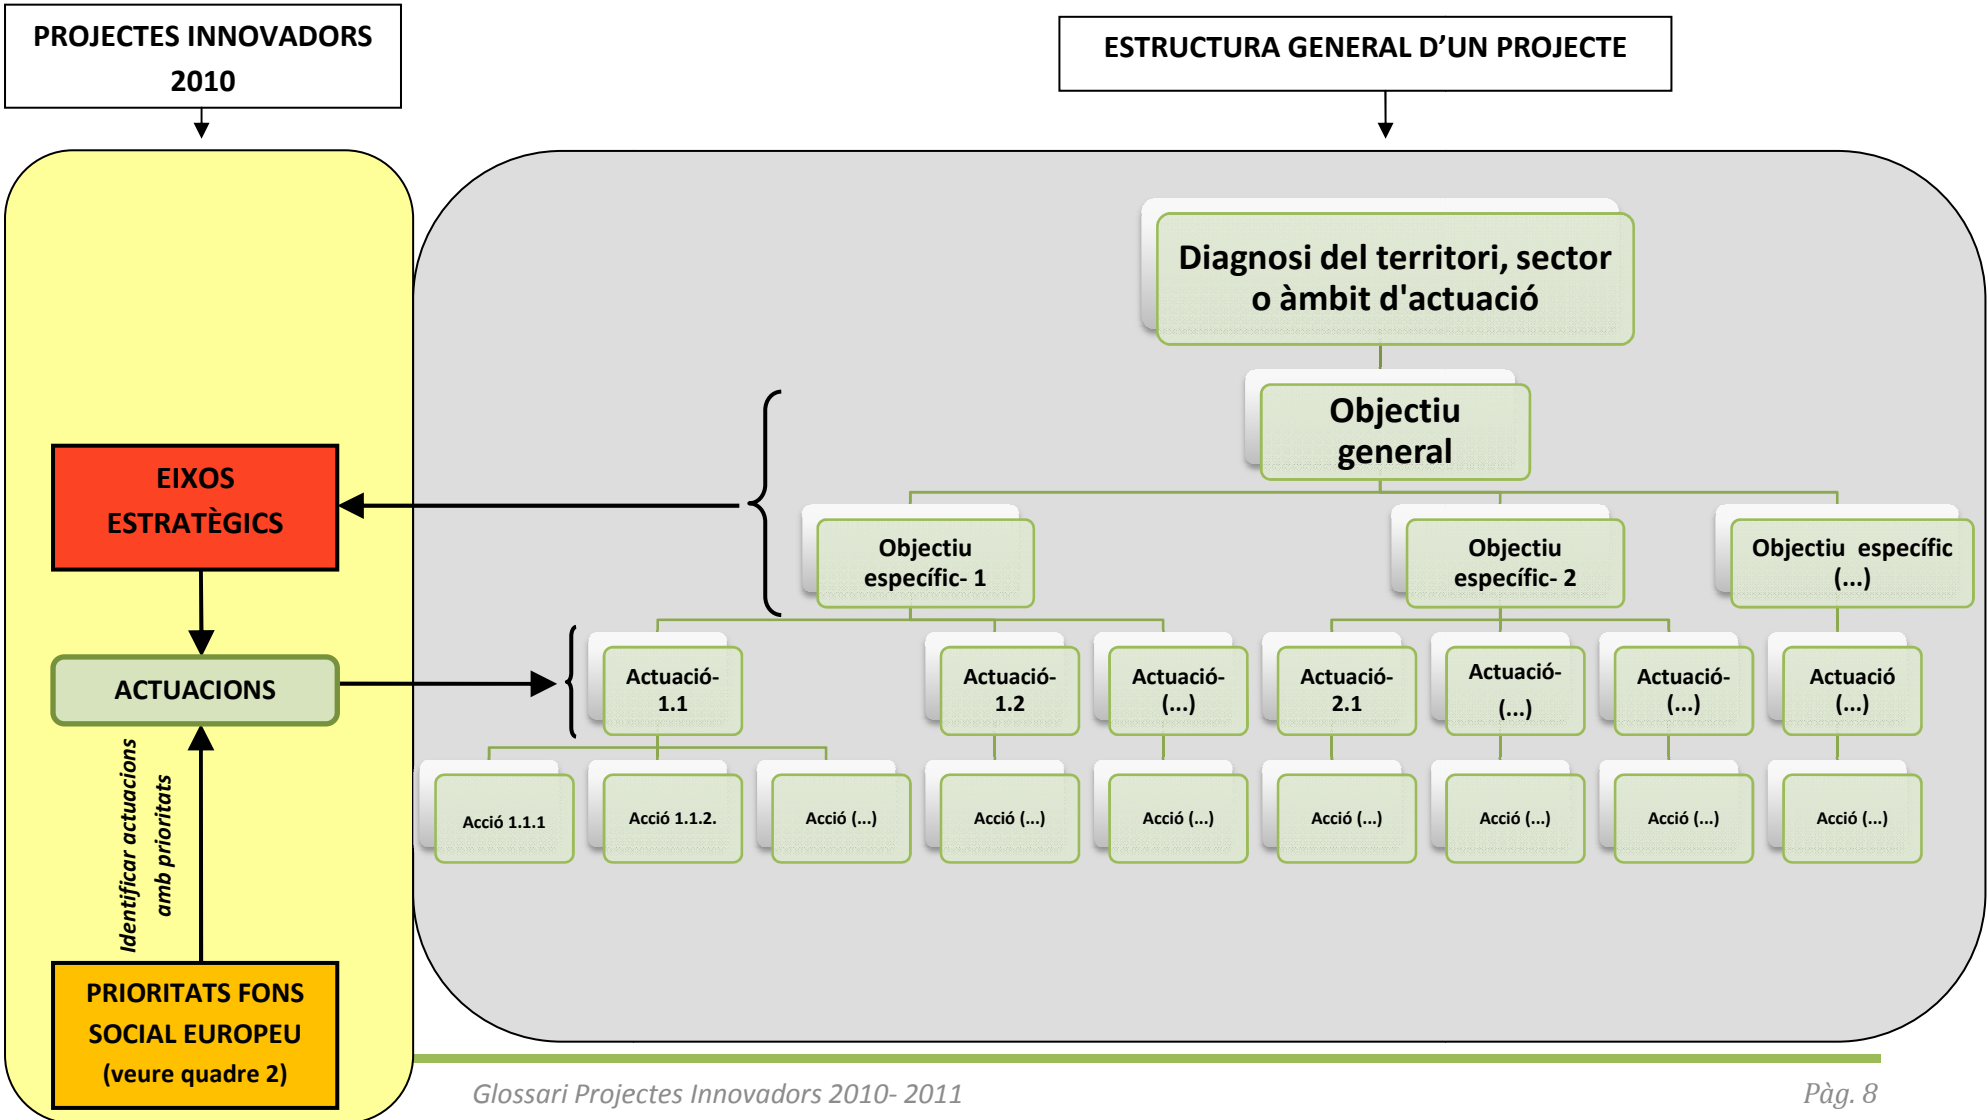 PROJECTES INNOVADORS
2010
ESTRUCTURA GENERAL D’UN PROJECTE
EIXOS
ESTRATÈGICS
ACTUACIONS
Identificar actuacions
amb prioritats
PRIORITATS FONS
SOCIAL EUROPEU
(veure quadre 2)
Diagnosi del territori, sector
o àmbit d'actuació
Objectiu
general
Objectiu
específic- 1
Objectiu
específic- 2
Objectiu específic
(...)
Actuació-
1.1
Actuació-
1.2
Actuació-
(...)
Actuació-
2.1
Actuació-
(...)
Actuació-
(...)
Actuació
(...)
Acció 1.1.1
Acció 1.1.2.
Acció (...)
Acció (...)
Acció (...)
Acció (...)
Acció (...)
Acció (...)
Acció (...)
Glossari Projectes Innovadors 2010- 2011
Pàg. 8